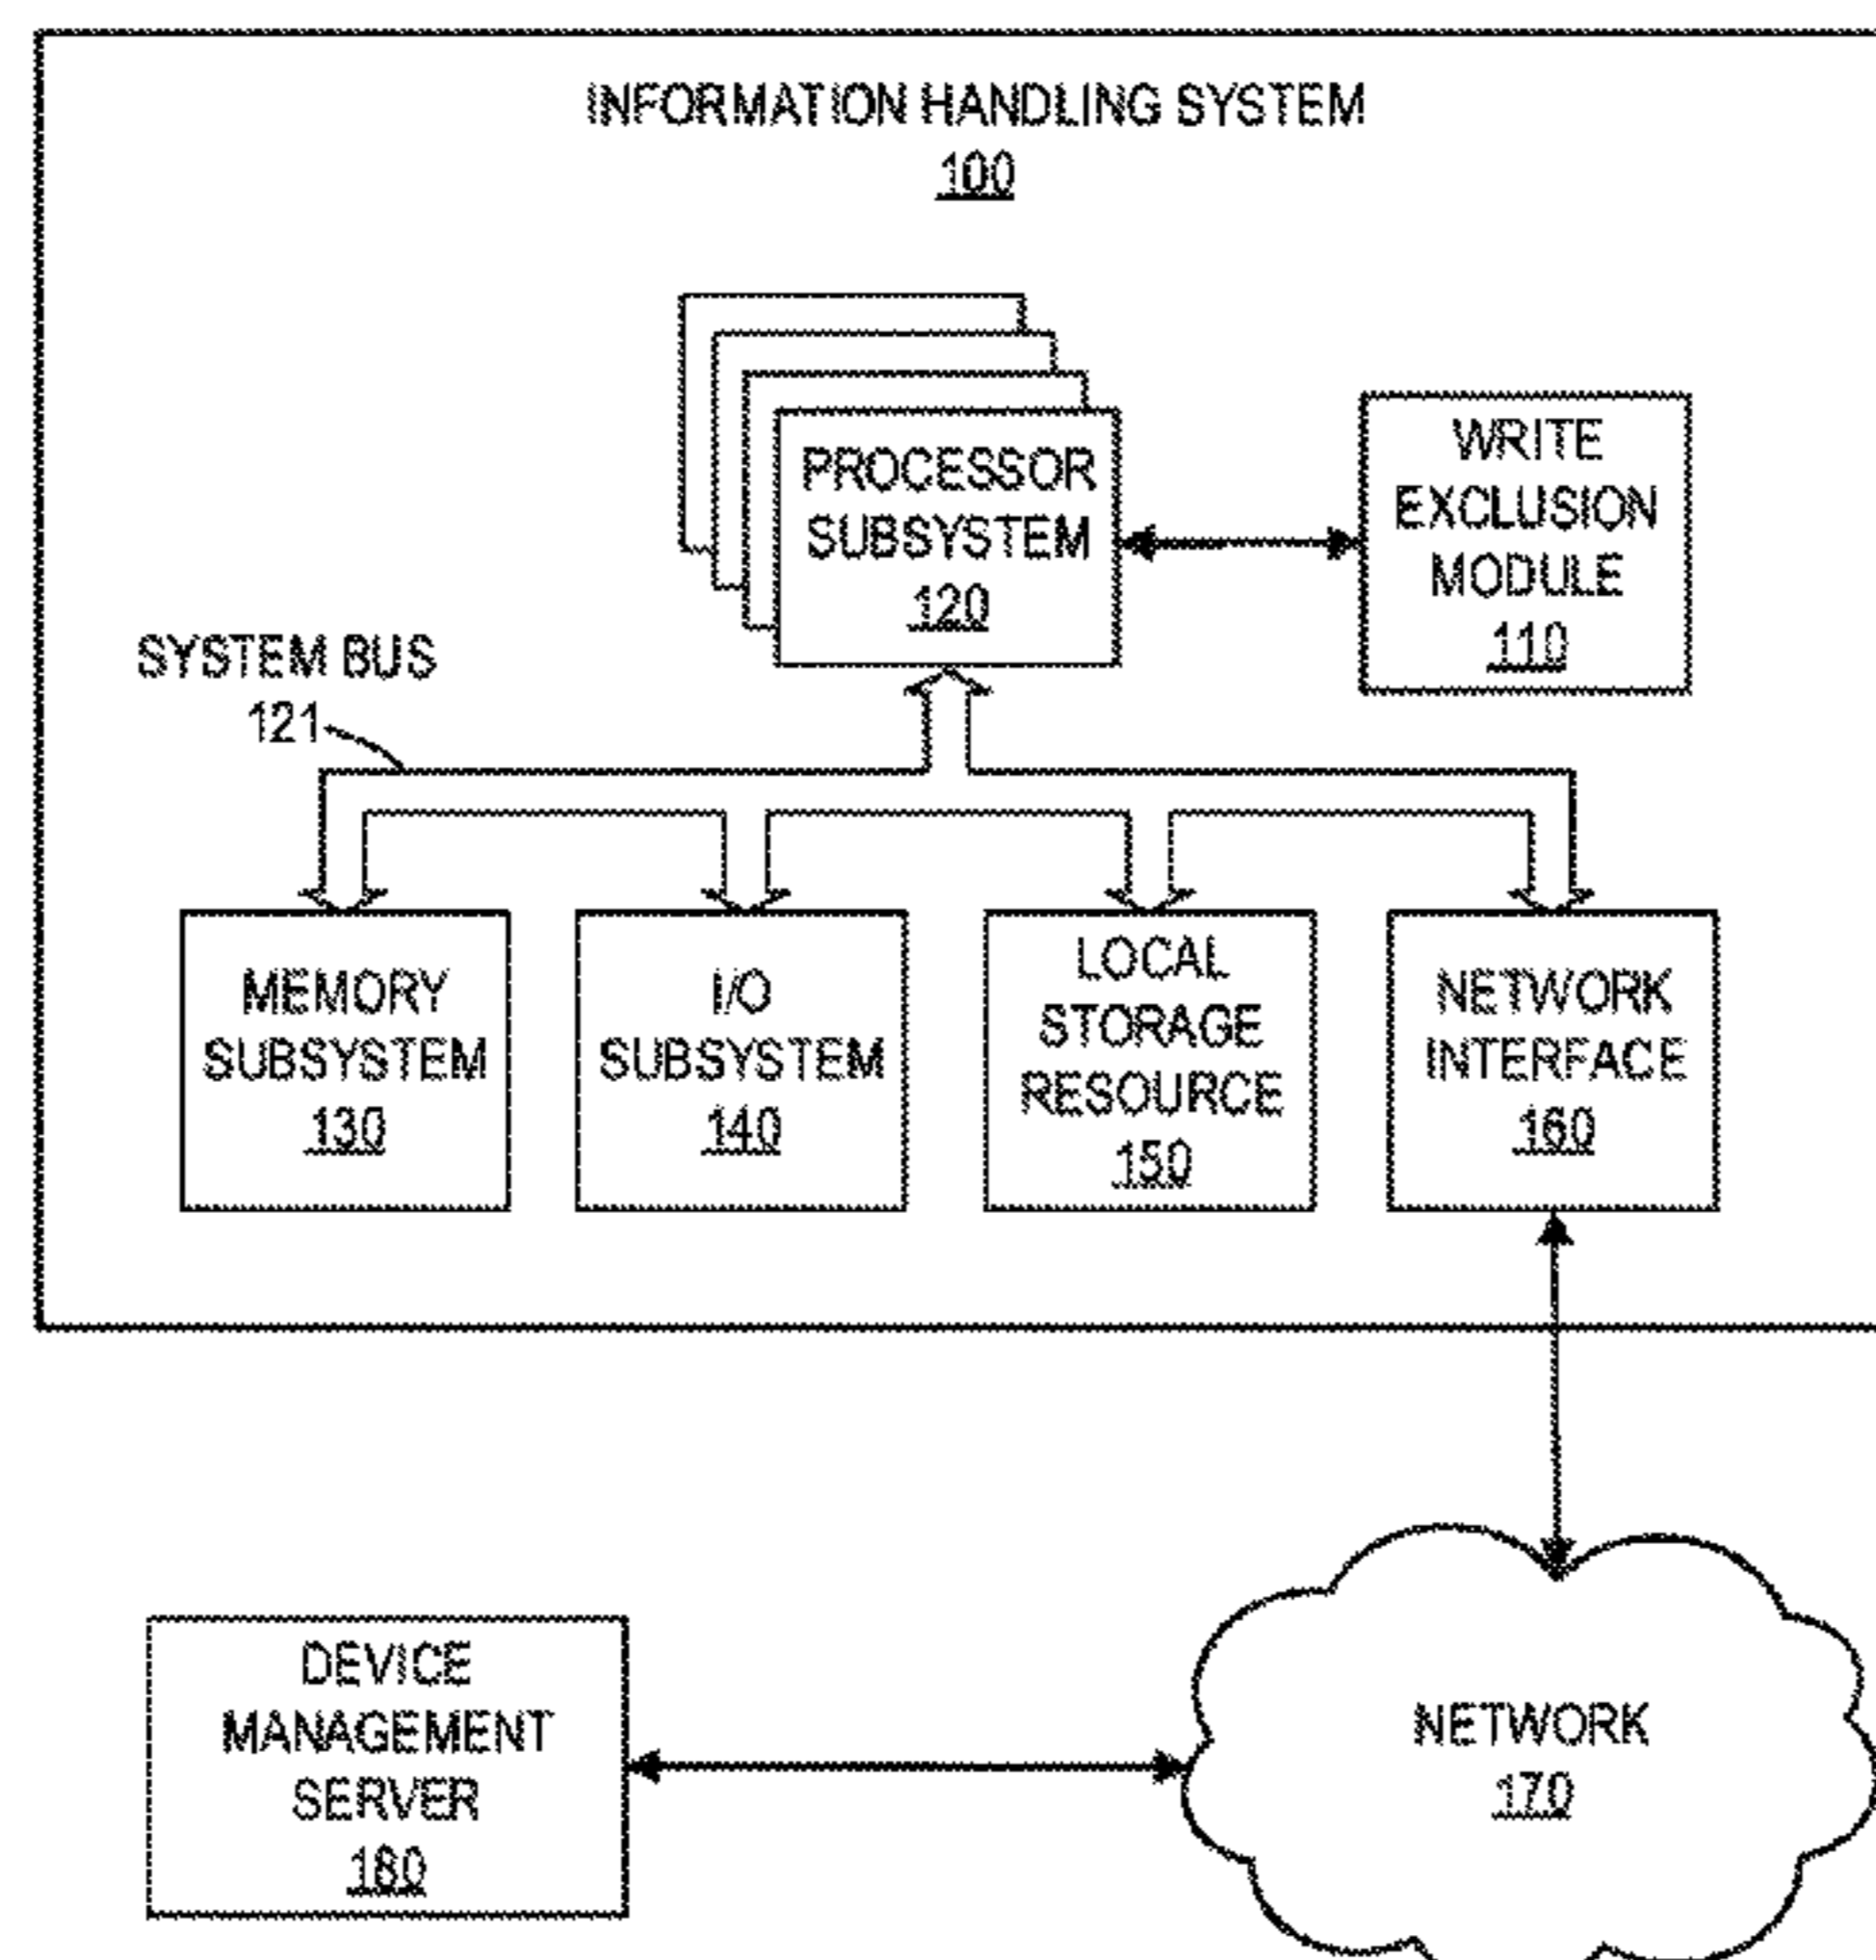 INFORMATION HANDLING SYSTEM
100
PROCESSOR
SUBSYSTEM
120
WRITE
EXCLUSION
MODULE
110
SYSTEM BUS
121
MEMORY
SUBSYSTEM
130
I/O
SUBSYSTEM
140
LOCAL
STORAGE
RESOURCE
150
NETWORK
INTERFACE
160
DEVICE
MANAGEMENT
SERVER
180
NETWORK
170